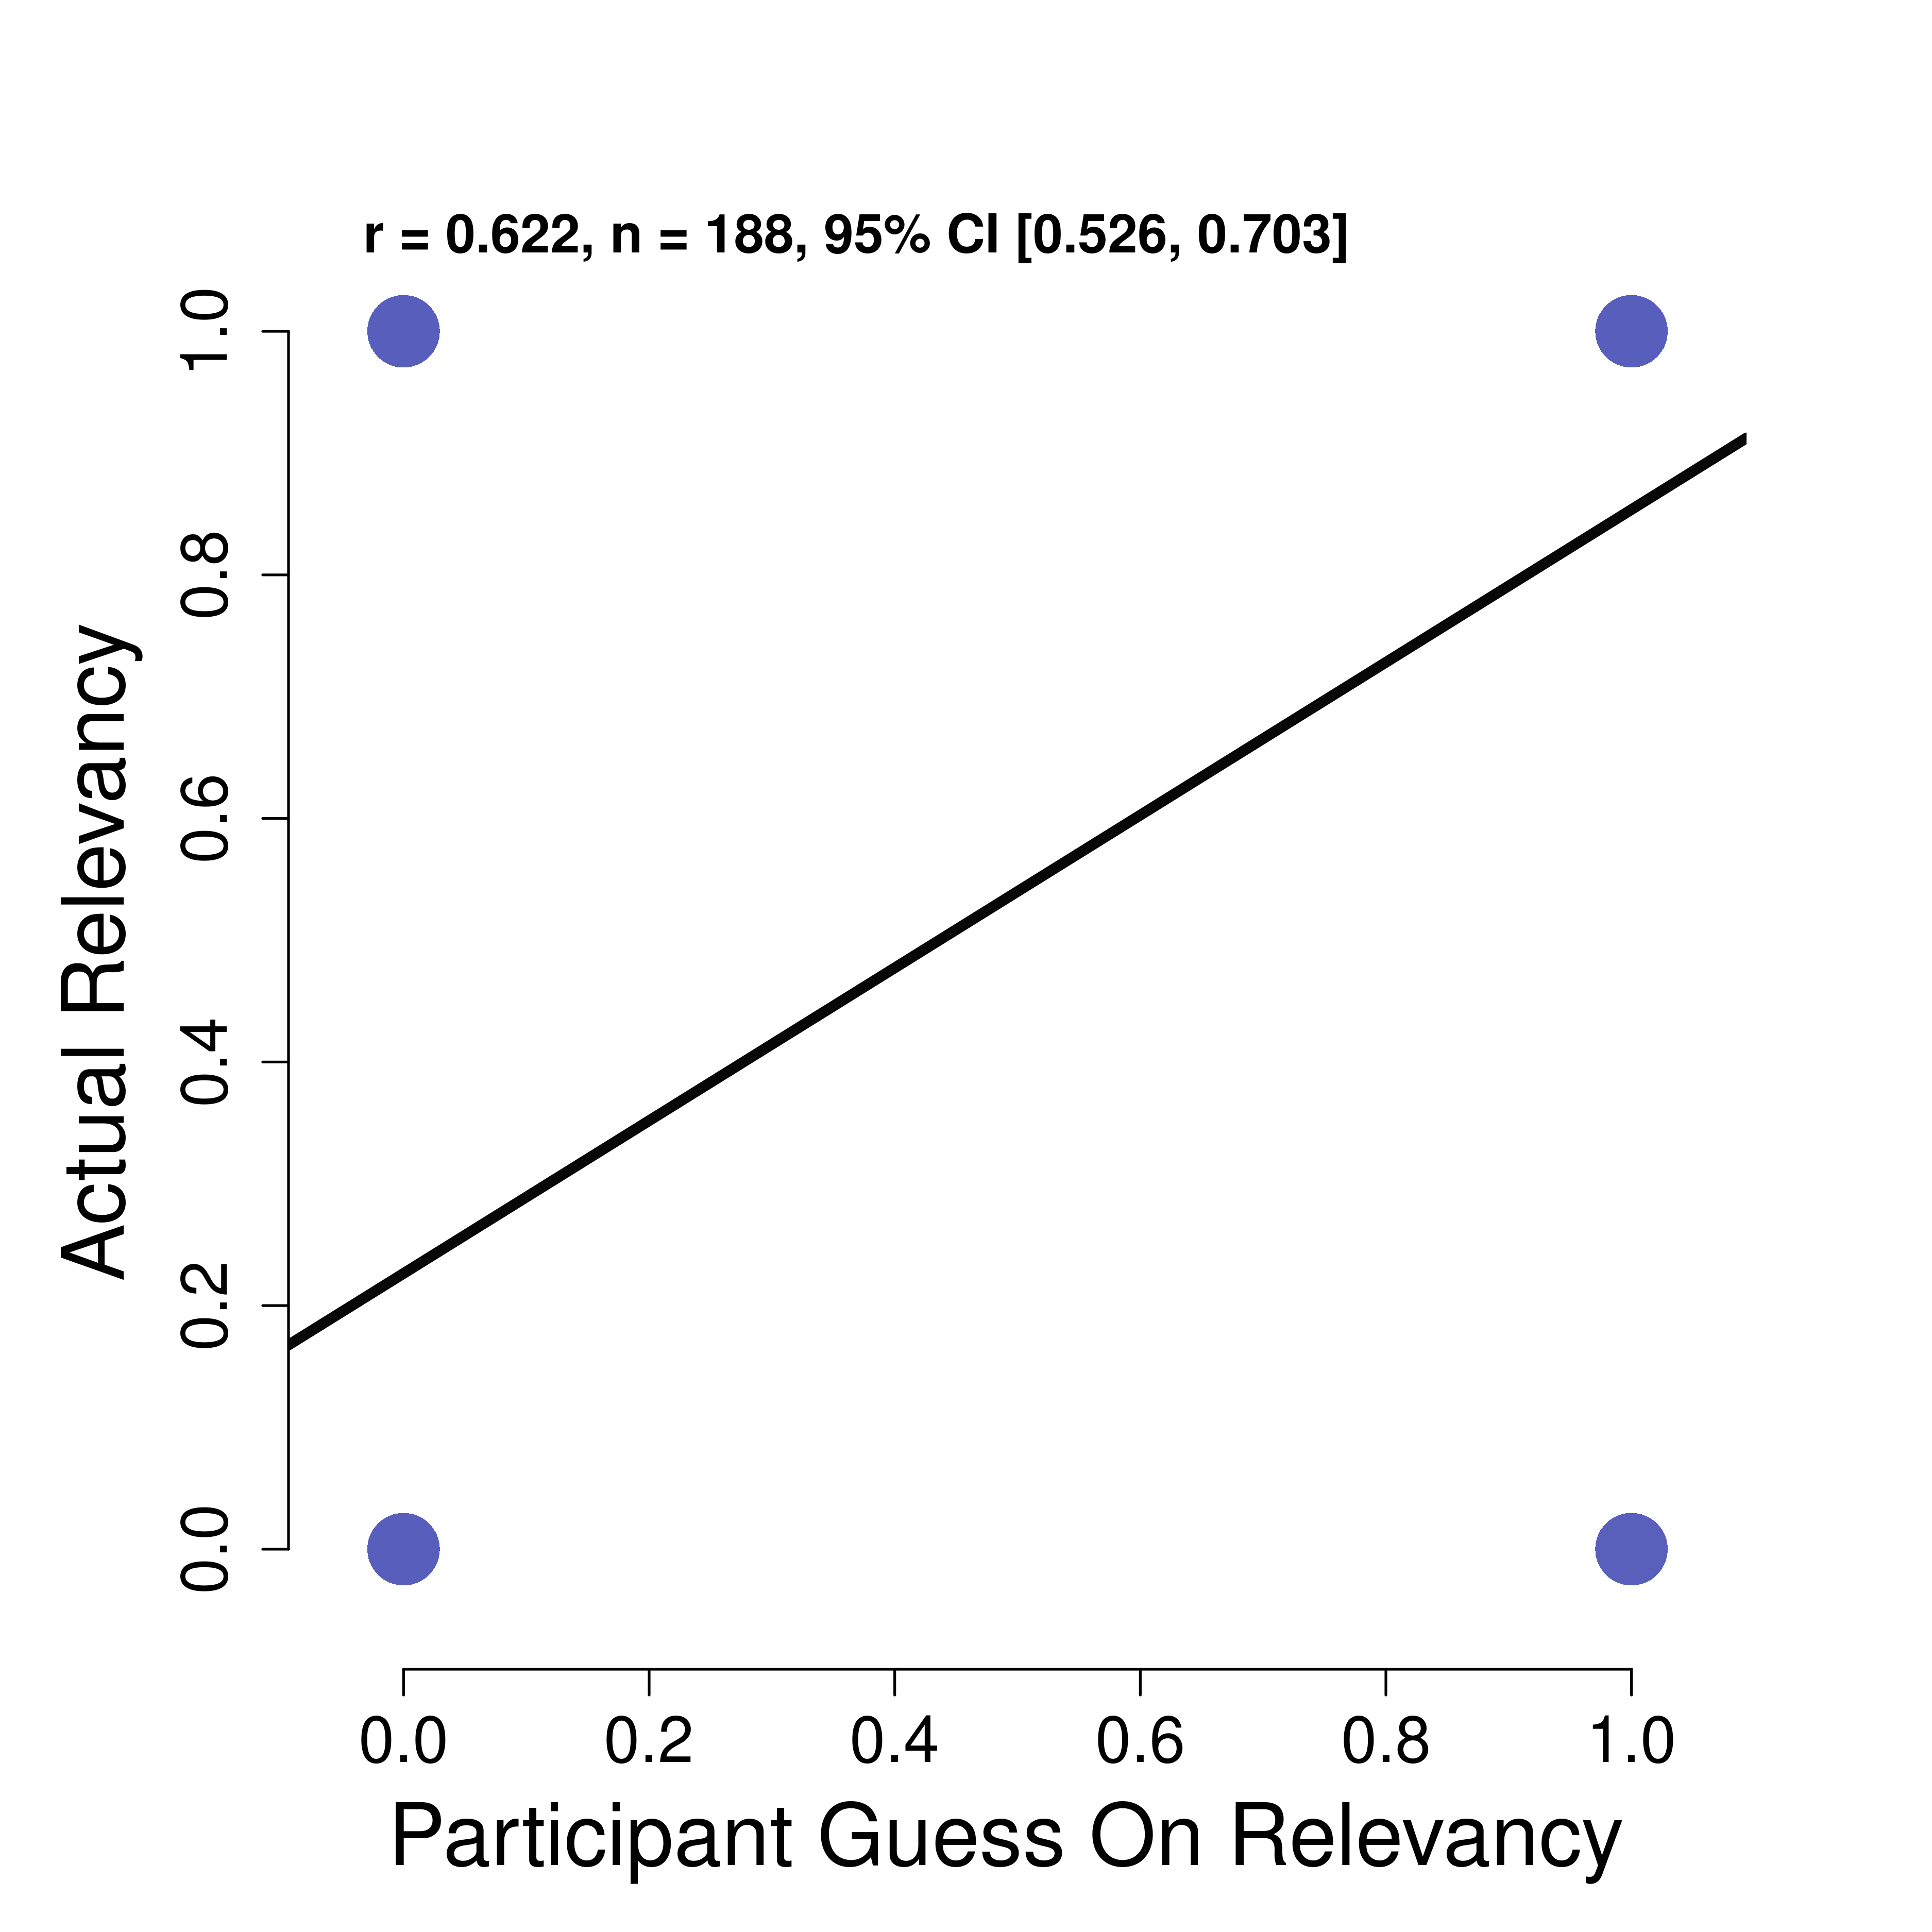 r = 0.622, n = 188, 95% CI [0.526, 0.703]
1.0
0.8
0.6
0.4
0.2
0.0
Actual Relevancy
0.0 0.2 0.4 0.6 0.8 1.0
Participant Guess On Relevancy